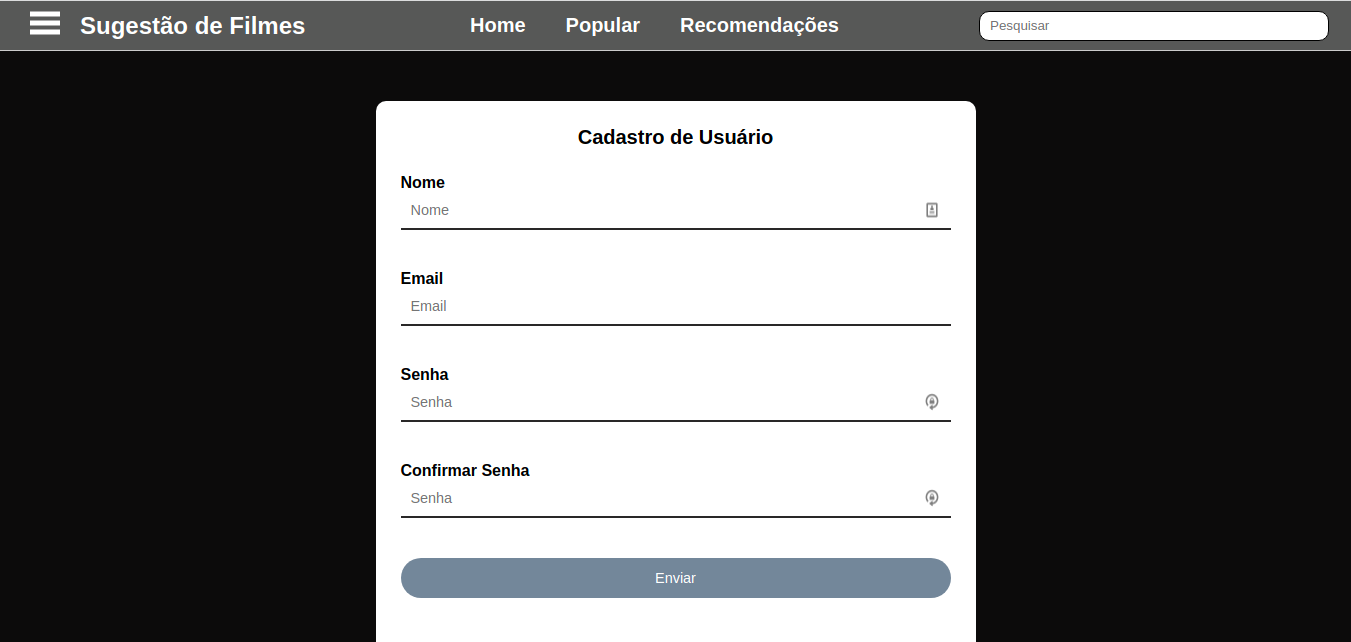 Sugestão de Filmes
Home
Popular
Recomendações
Pesquisar
Cadastro de Usuário
Nome
Nome
Email
Email
Senha
Senha
Confirmar Senha
Senha
Enviar